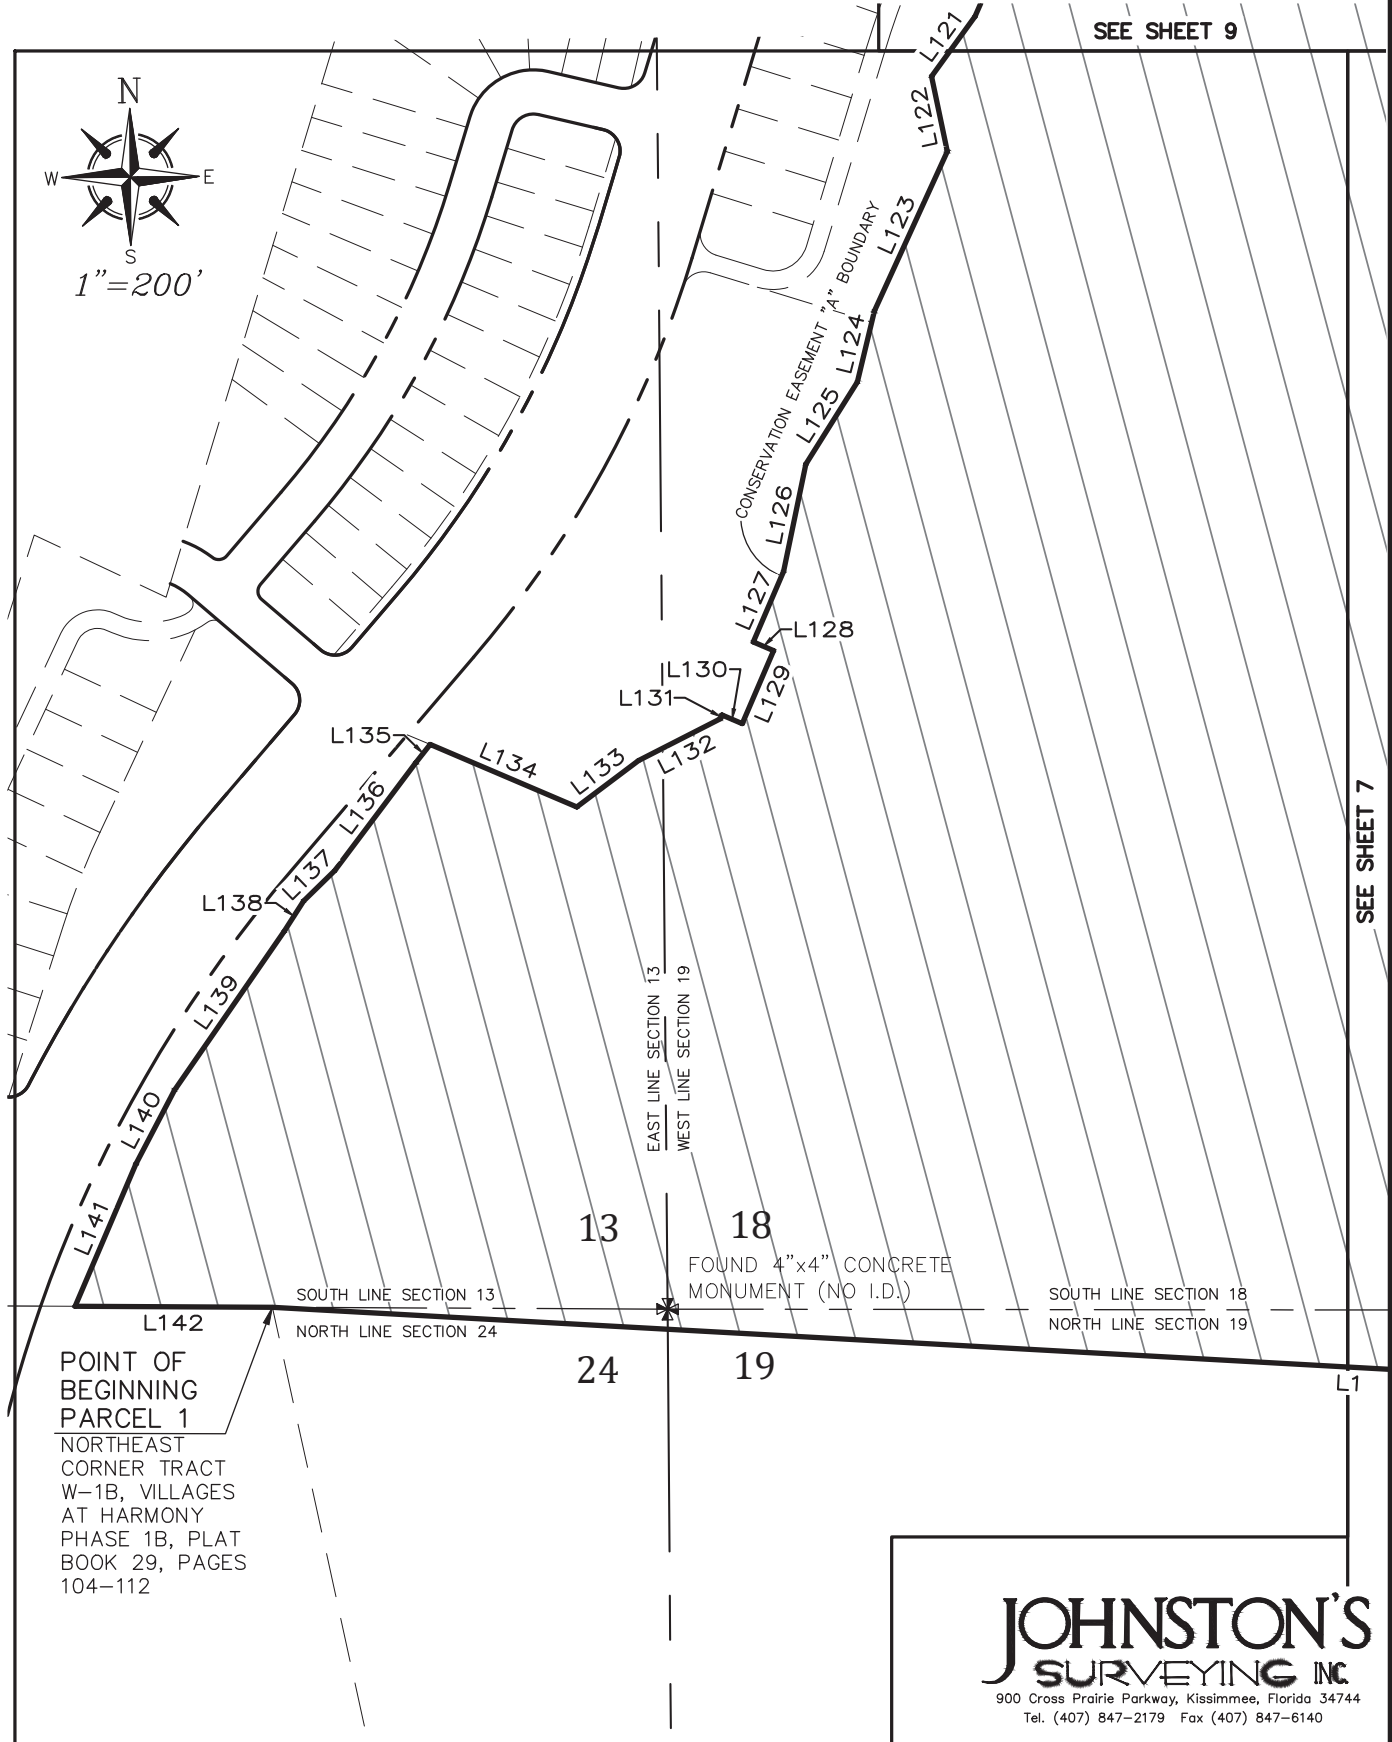 SEE SHEET 9
L121
N
W
E
S
1"=200'
L122
L123
CONSERVATION EASEMENT "A" BOUNDARY
L124
L125
L126
L127
L128
L129
L130
L131
L132
L133
L134
L135
L136
L137
L138
L139
L140
L141
L142
SEE SHEET 7
EAST LINE SECTION 13
WEST LINE SECTION 19
13
18
FOUND 4"x4" CONCRETE
MONUMENT (NO I.D.)
SOUTH LINE SECTION 13
NORTH LINE SECTION 24
SOUTH LINE SECTION 18
NORTH LINE SECTION 19
24
19
L1
POINT OF
BEGINNING
PARCEL 1
NORTHEAST
CORNER TRACT
W-1B, VILLAGES
AT HARMONY
PHASE 1B, PLAT
BOOK 29, PAGES
104-112
JOHNSTON'S
SURVEYING INC
900 Cross Prairie Parkway, Kissimmee, Florida 34744
Tel. (407) 847-2179 Fax (407) 847-6140